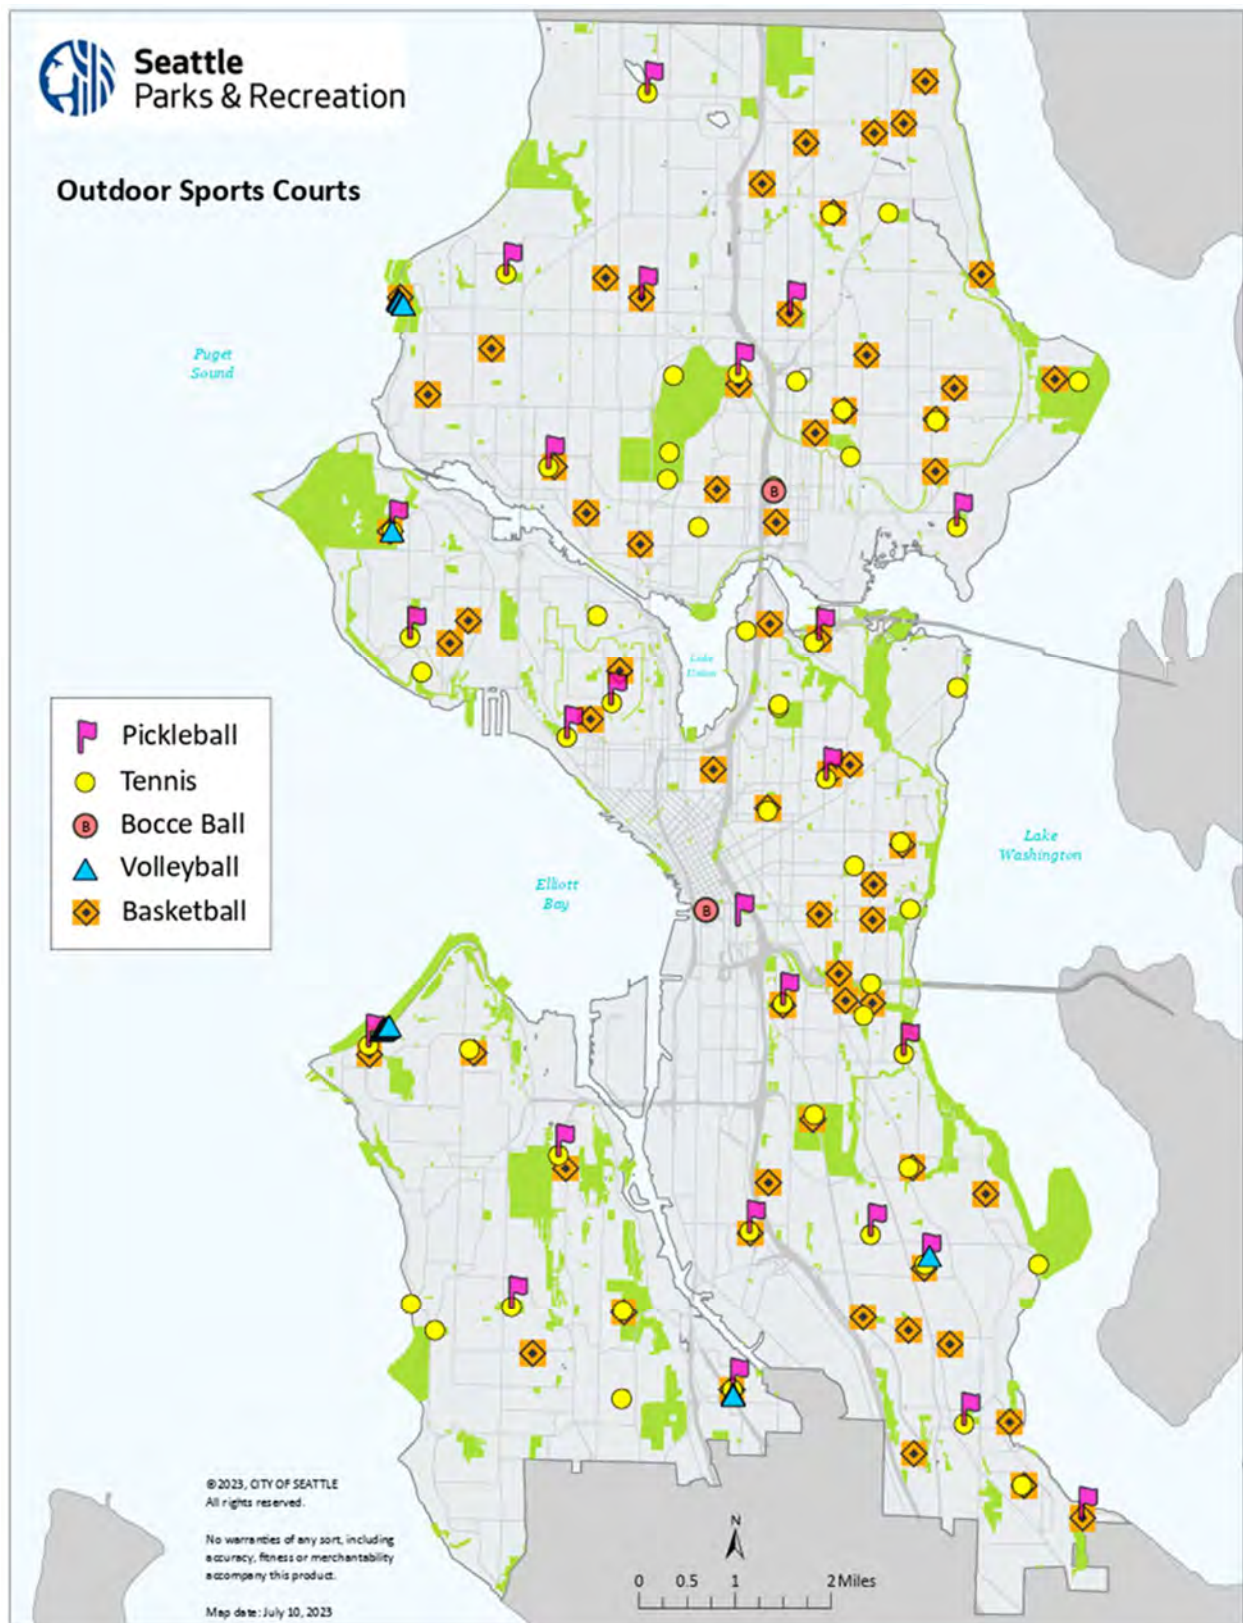 Seattle
Parks & Recreation
Outdoor Sports Courts
Puget
Sound
Lake
Union
Pickleball
Tennis
B
Bocce Ball
Volleyball
Basketball
Elliott
Bay
Lake
Washington
B
B
©2023, CITY OF SEATTLE
All rights reserved.
No warranties of any sort, including
accuracy, fitness or merchantability
accompany this product.
Map date: July 10, 2023
N
0 0.5 1 2 Miles